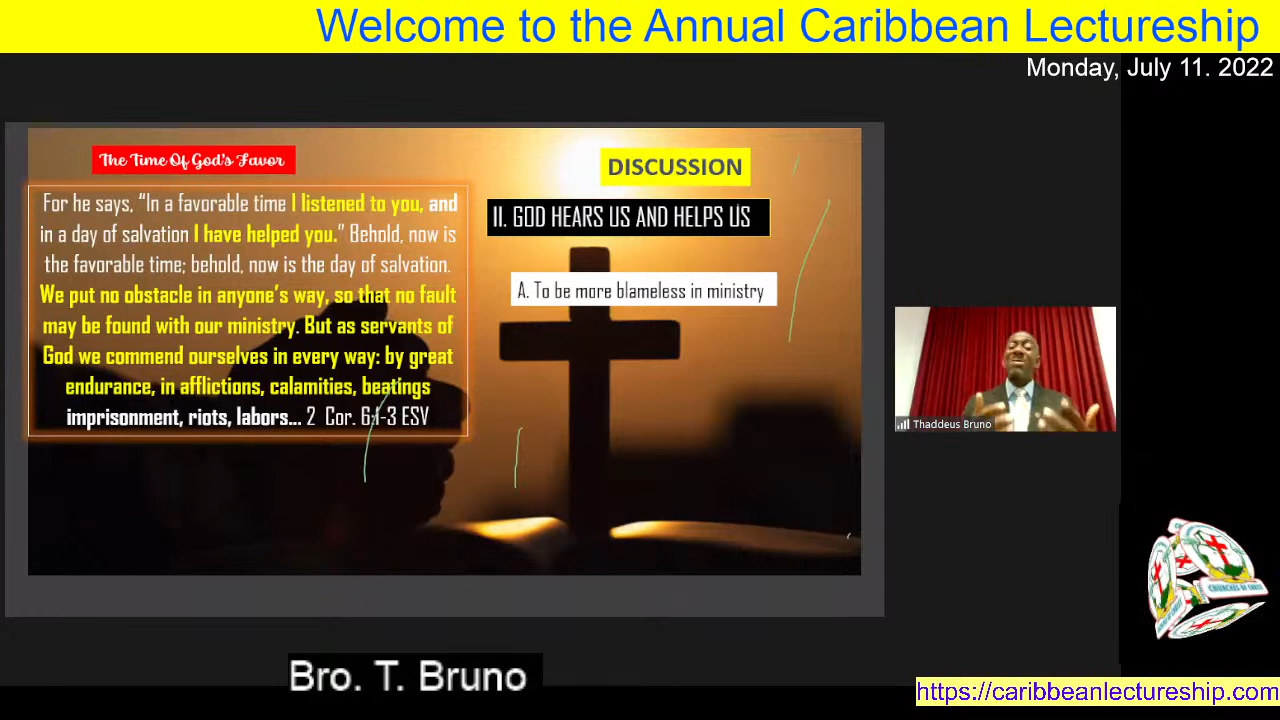 Welcome to the Annual Caribbean Lectureship
Monday, July 11. 2022
The Time Of God's Favor
For he says, “In a favorable time I listened to you, and
in a day of salvation I have helped you.” Behold, now is
the favorable time; behold, now is the day of salvation.
We put no obstacle in anyone’s way, so that no fault
may be found with our ministry. But as servants of
God we commend ourselves in every way: by great
endurance, in afflictions, calamities, beatings
imprisonment, riots, labors... 2 Cor. 6:1-3 ESV
DISCUSSION
II. GOD HEARS US AND HELPS US
A. To be more blameless in ministry
Thaddeus Bruno
CHURCHES OF CHRIST
Bro. T. Bruno
https://caribbeanlectureship.com